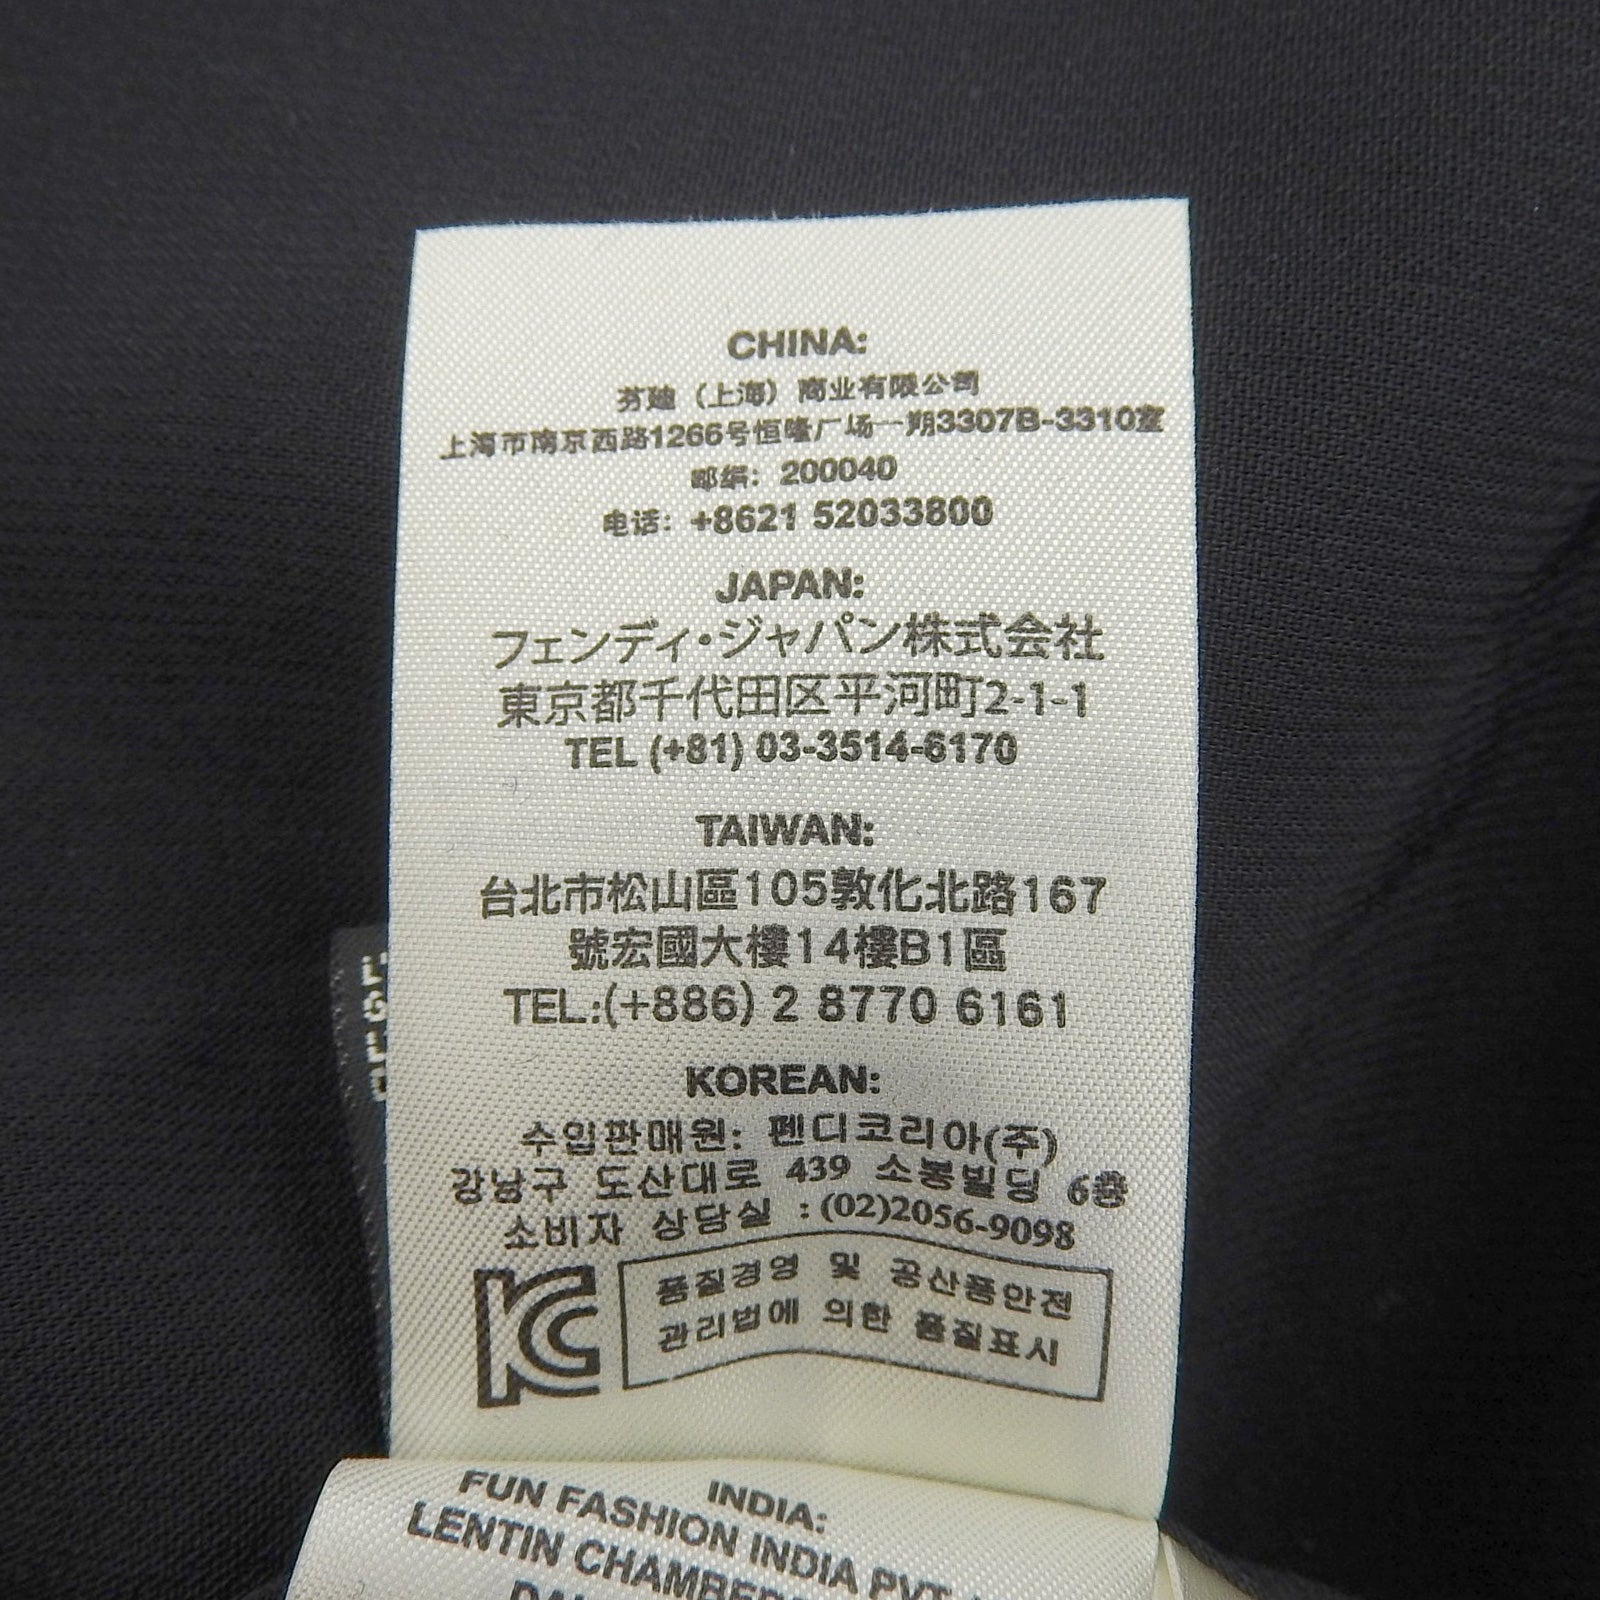 CHINA:
芬迪（上海）商业有限公司
上海市南京西路1266号恒隆广场一期3307B-3310室
邮编：200040
电话：+8621 52033800
JAPAN:
フェンディ・ジャパン株式会社
東京都千代田区平河町2-1-1
TEL (+81) 03-3514-6170
TAIWAN:
台北市松山區105敦化北路167
號宏國大樓14樓B1區
TEL:(+886) 2 8770 6161
KOREAN:
수입판매원: 펜디코리아(주)
강남구 도산대로 439 소봉빌딩 6층
소비자 상담실 :(02)2056-9098
KC
품질경영 및 공산품안전
관리법에 의한 품질표시
INDIA:
FUN FASHION INDIA PVT
LENTIN CHAMBER